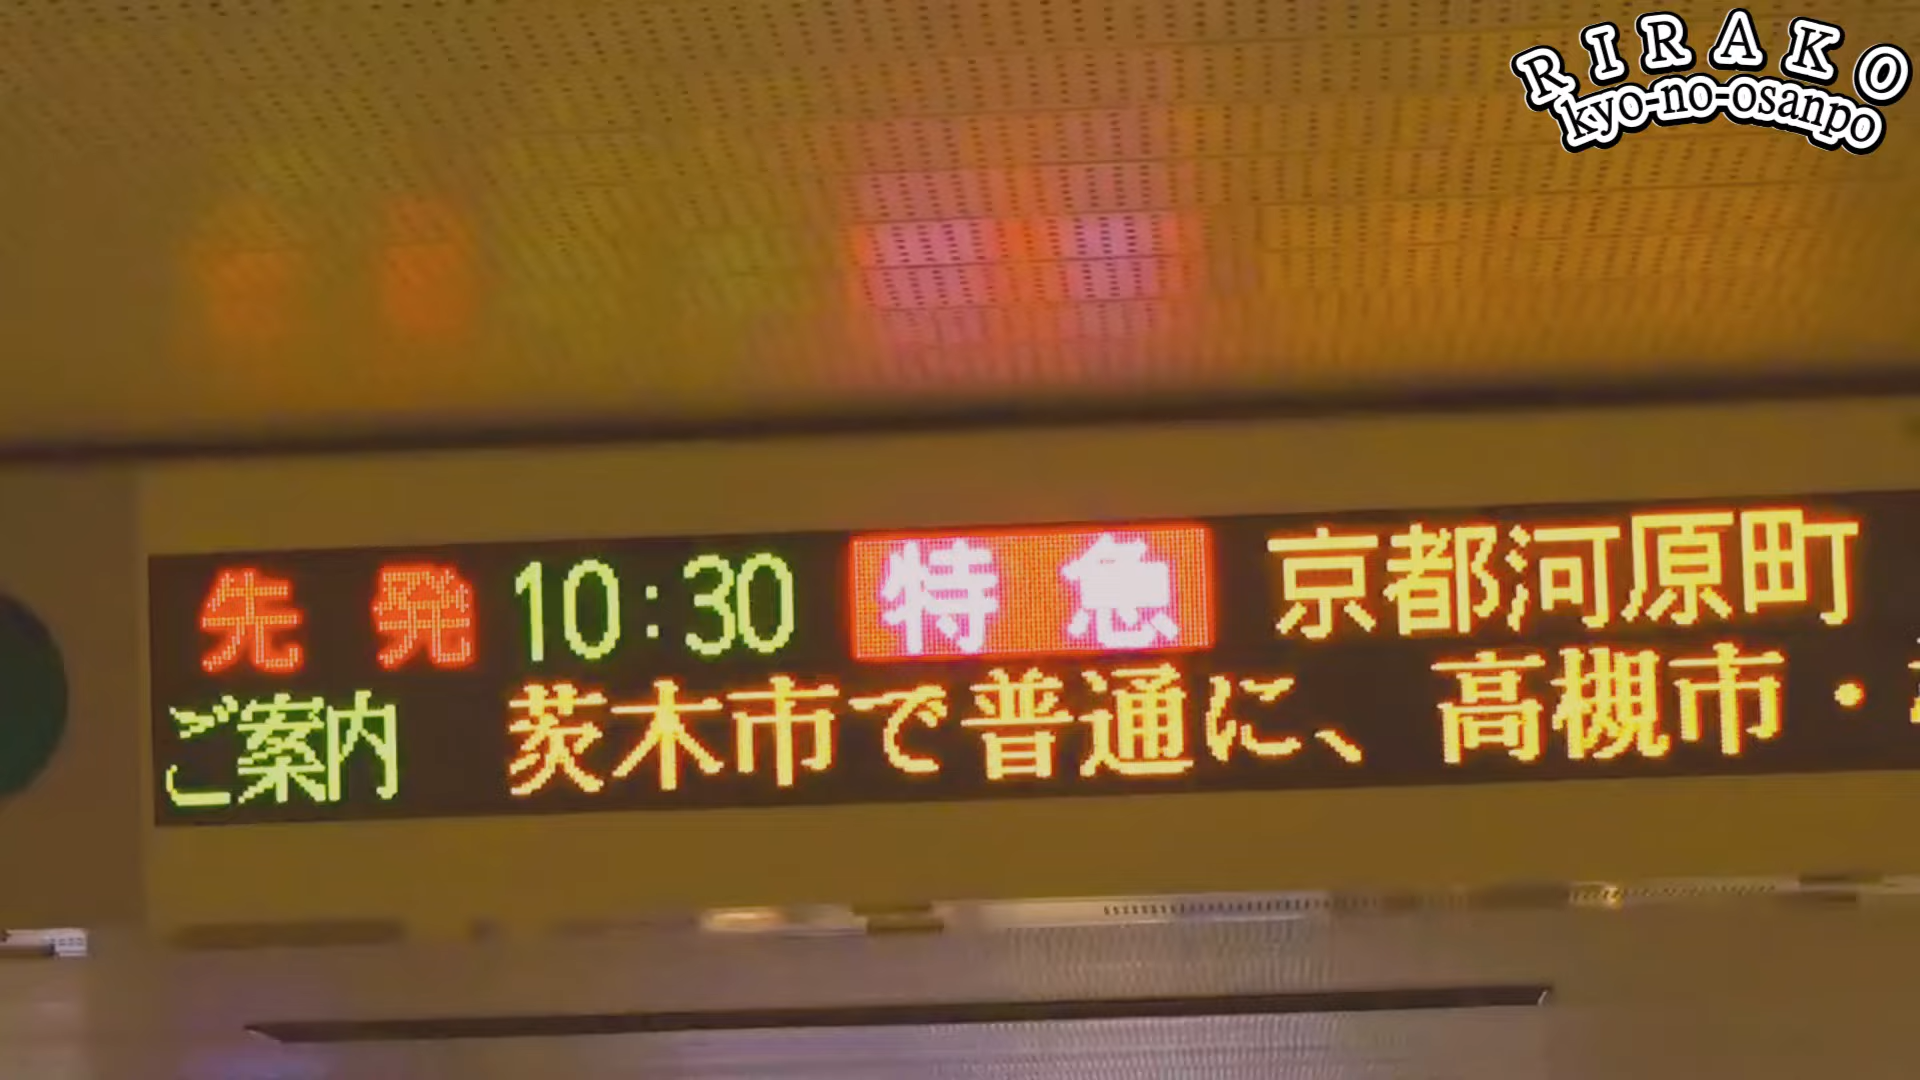 RIRAKO
kyo-no-osanpo
先発 10:30 特急 京都河原町
ご案内 茨木市で普通に、高槻市・